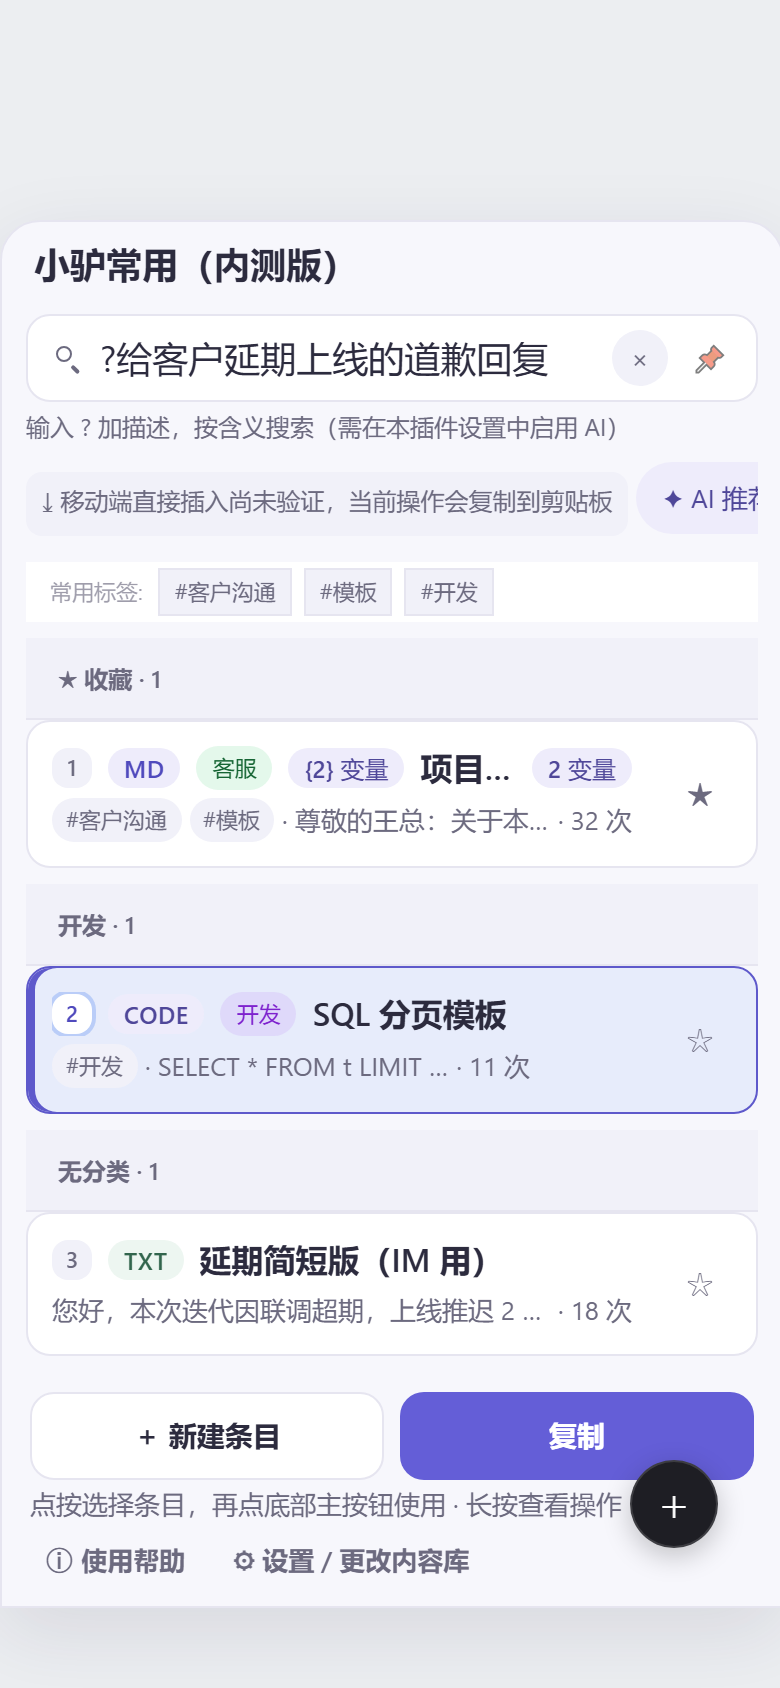 小驴常用（内测版）
?给客户延期上线的道歉回复 ×
输入 ? 加描述，按含义搜索（需在本插件设置中启用 AI）
⤓ 移动端直接插入尚未验证，当前操作会复制到剪贴板 ✦ AI 推荐
常用标签: #客户沟通 #模板 #开发
★ 收藏 · 1
1 MD 客服 {2} 变量 项目... 2 变量
#客户沟通 #模板 · 尊敬的王总：关于本... · 32 次
开发 · 1
2 CODE 开发 SQL 分页模板
#开发 · SELECT * FROM t LIMIT ... · 11 次
无分类 · 1
3 TXT 延期简短版（IM 用）
您好，本次迭代因联调超期，上线推迟 2 ... · 18 次
+ 新建条目 复制
点按选择条目，再点底部主按钮使用 · 长按查看操作 +
ⓘ 使用帮助 ⚙ 设置 / 更改内容库